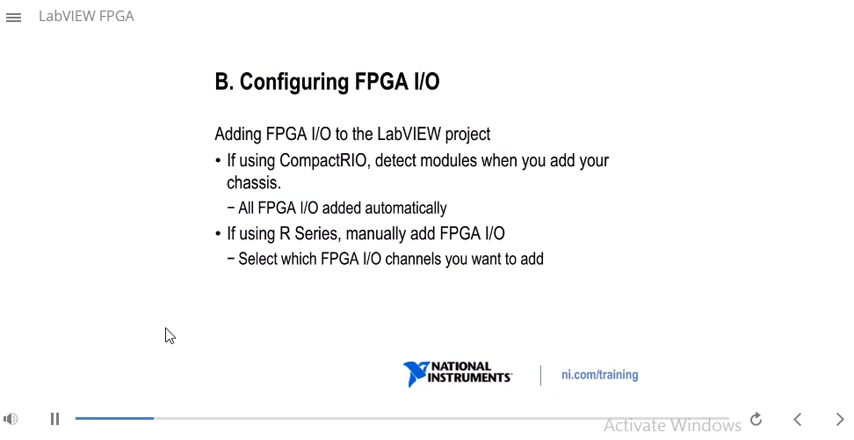 LabVIEW FPGA
B. Configuring FPGA I/O
Adding FPGA I/O to the LabVIEW project
• If using CompactRIO, detect modules when you add your
chassis.
– All FPGA I/O added automatically
• If using R Series, manually add FPGA I/O
– Select which FPGA I/O channels you want to add
NATIONAL
INSTRUMENTS
ni.com/training
Activate Windows